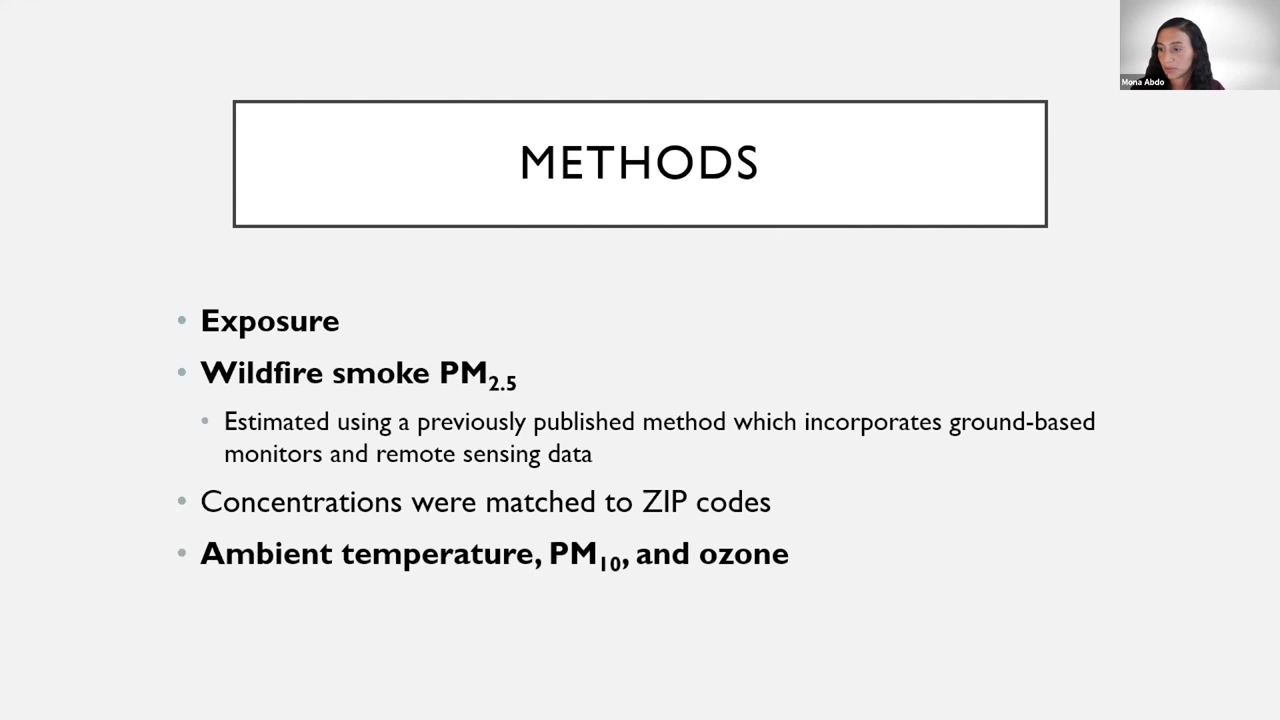 Mona Abdo
METHODS
• Exposure
• Wildfire smoke PM2.5
• Estimated using a previously published method which incorporates ground-based
monitors and remote sensing data
• Concentrations were matched to ZIP codes
• Ambient temperature, PM10, and ozone